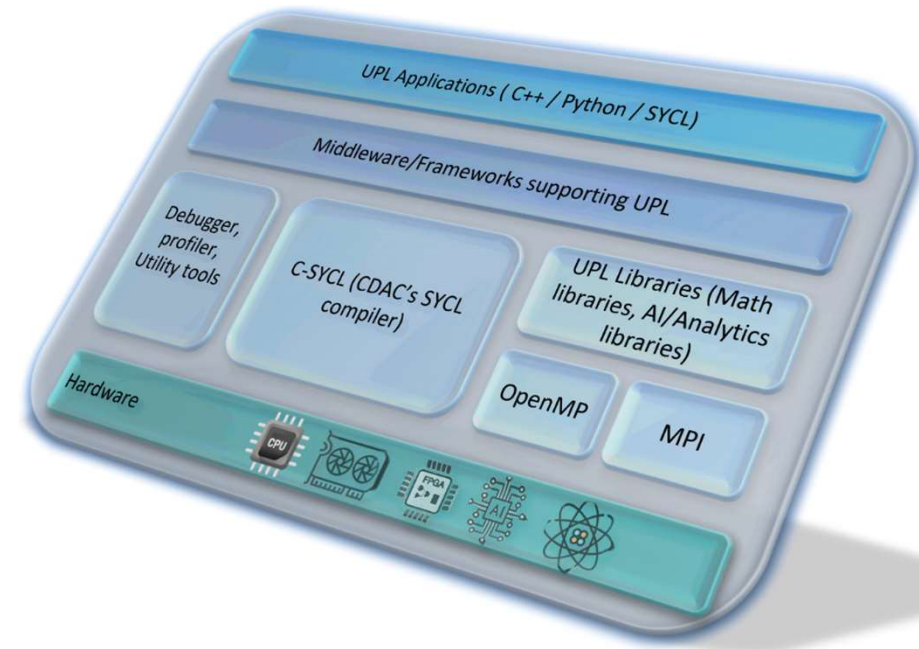 UPL Applications ( C++ / Python / SYCL)
Middleware/Frameworks supporting UPL
Debugger,
profiler,
Utility tools
C-SYCL (CDAC's SYCL
compiler)
UPL Libraries (Math
libraries, AI/Analytics
libraries)
OpenMP
MPI
Hardware
CPU
FPGA
AI